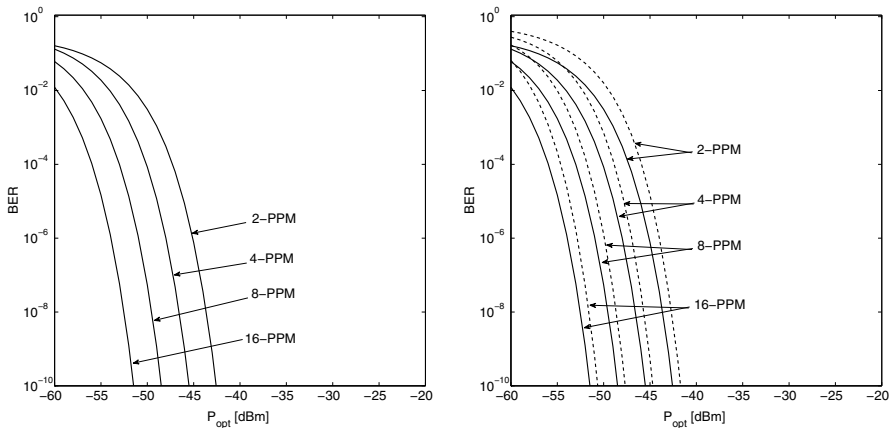 10^0
10^−2
10^−4
10^−6
10^−8
10^−10
BER
−60 −55 −50 −45 −40 −35 −30 −25 −20
P_opt [dBm]
2−PPM
4−PPM
8−PPM
16−PPM
10^0
10^−2
10^−4
10^−6
10^−8
10^−10
BER
−60 −55 −50 −45 −40 −35 −30 −25 −20
P_opt [dBm]
2−PPM
4−PPM
8−PPM
16−PPM